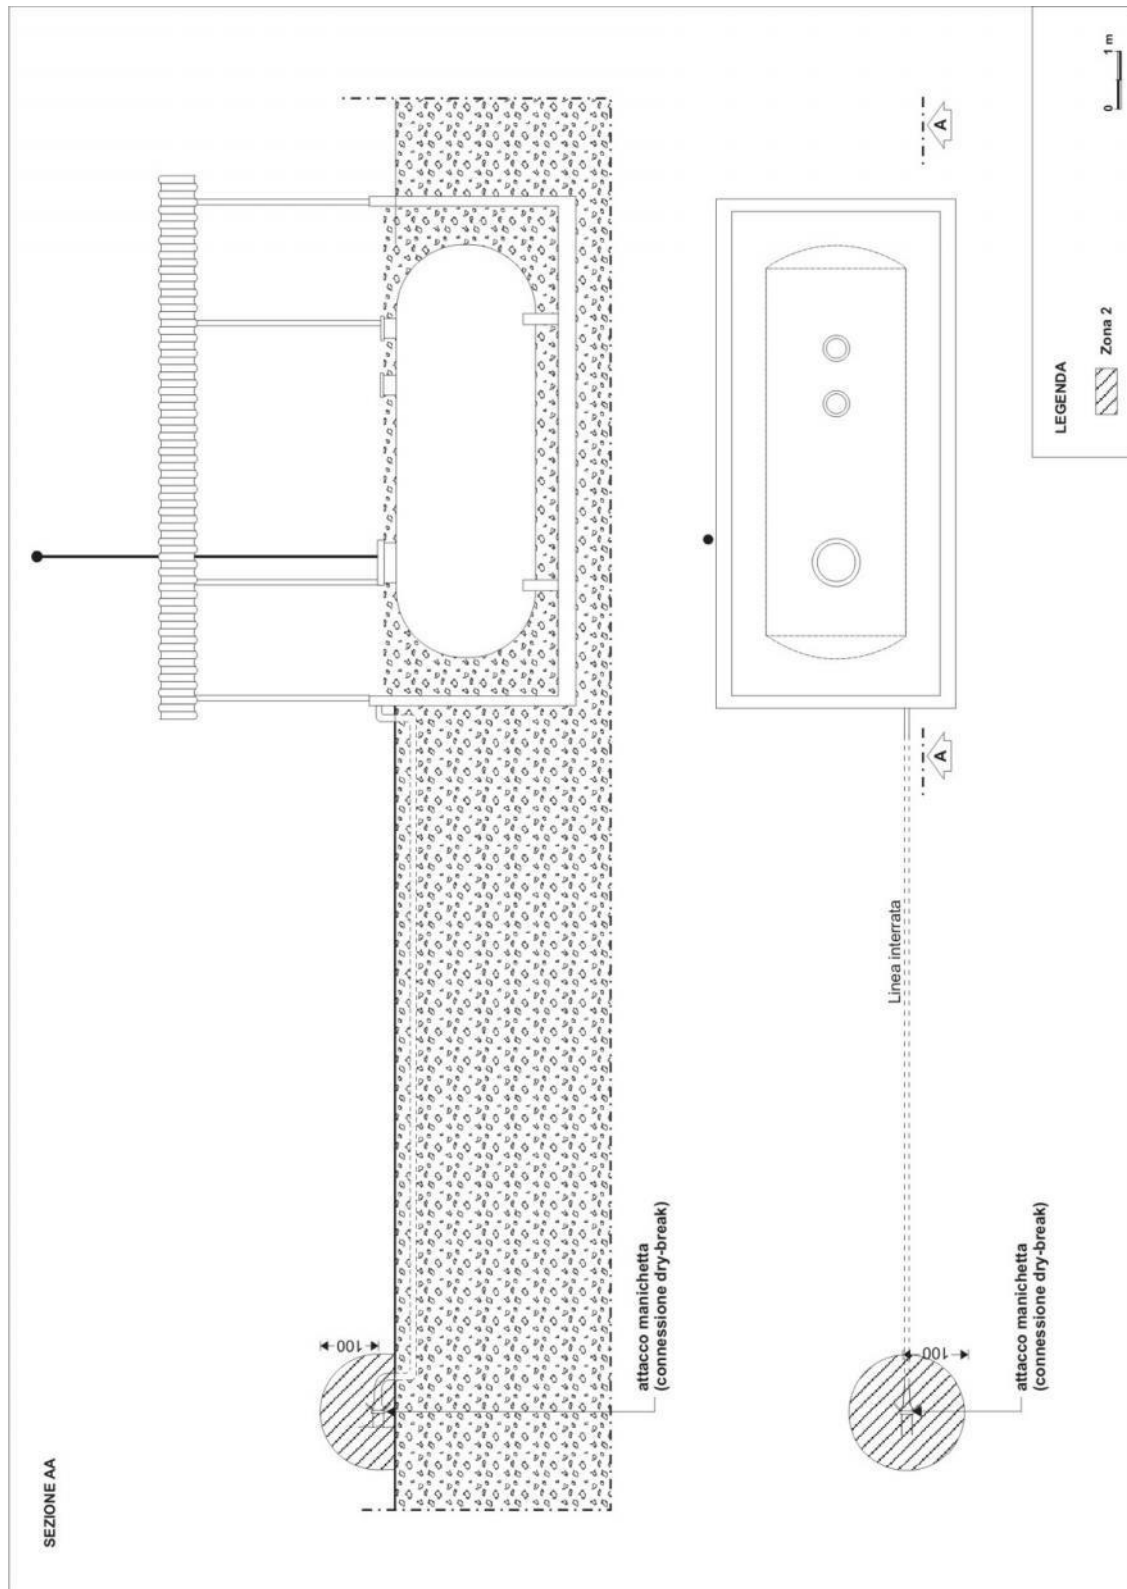 SEZIONE AA
100
attacco manichetta
(connessione dry-break)
A
A
Linea interrata
100
attacco manichetta
(connessione dry-break)
LEGENDA
Zona 2
0
1 m